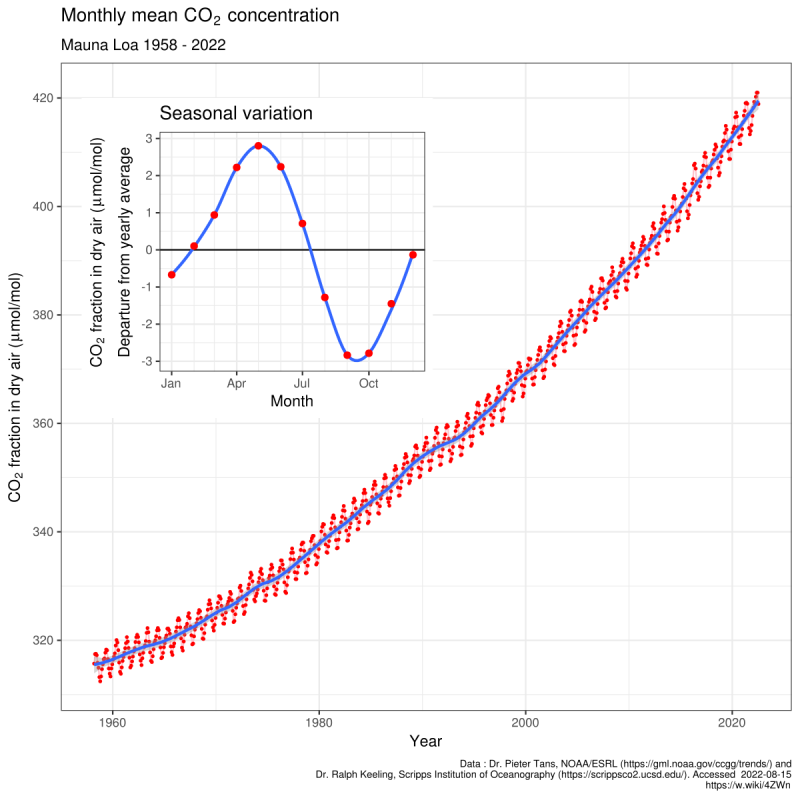 Monthly mean CO₂ concentration
Mauna Loa 1958 - 2022
CO₂ fraction in dry air (μmol/mol)
420
400
380
360
340
320
1960
1980
2000
2020
Year
Seasonal variation
CO₂ fraction in dry air (μmol/mol)
Departure from yearly average
3
2
1
0
-1
-2
-3
Jan
Apr
Jul
Oct
Month
Data : Dr. Pieter Tans, NOAA/ESRL (https://gml.noaa.gov/ccgg/trends/) and
Dr. Ralph Keeling, Scripps Institution of Oceanography (https://scrippsco2.ucsd.edu/). Accessed 2022-08-15
https://w.wiki/4ZWn